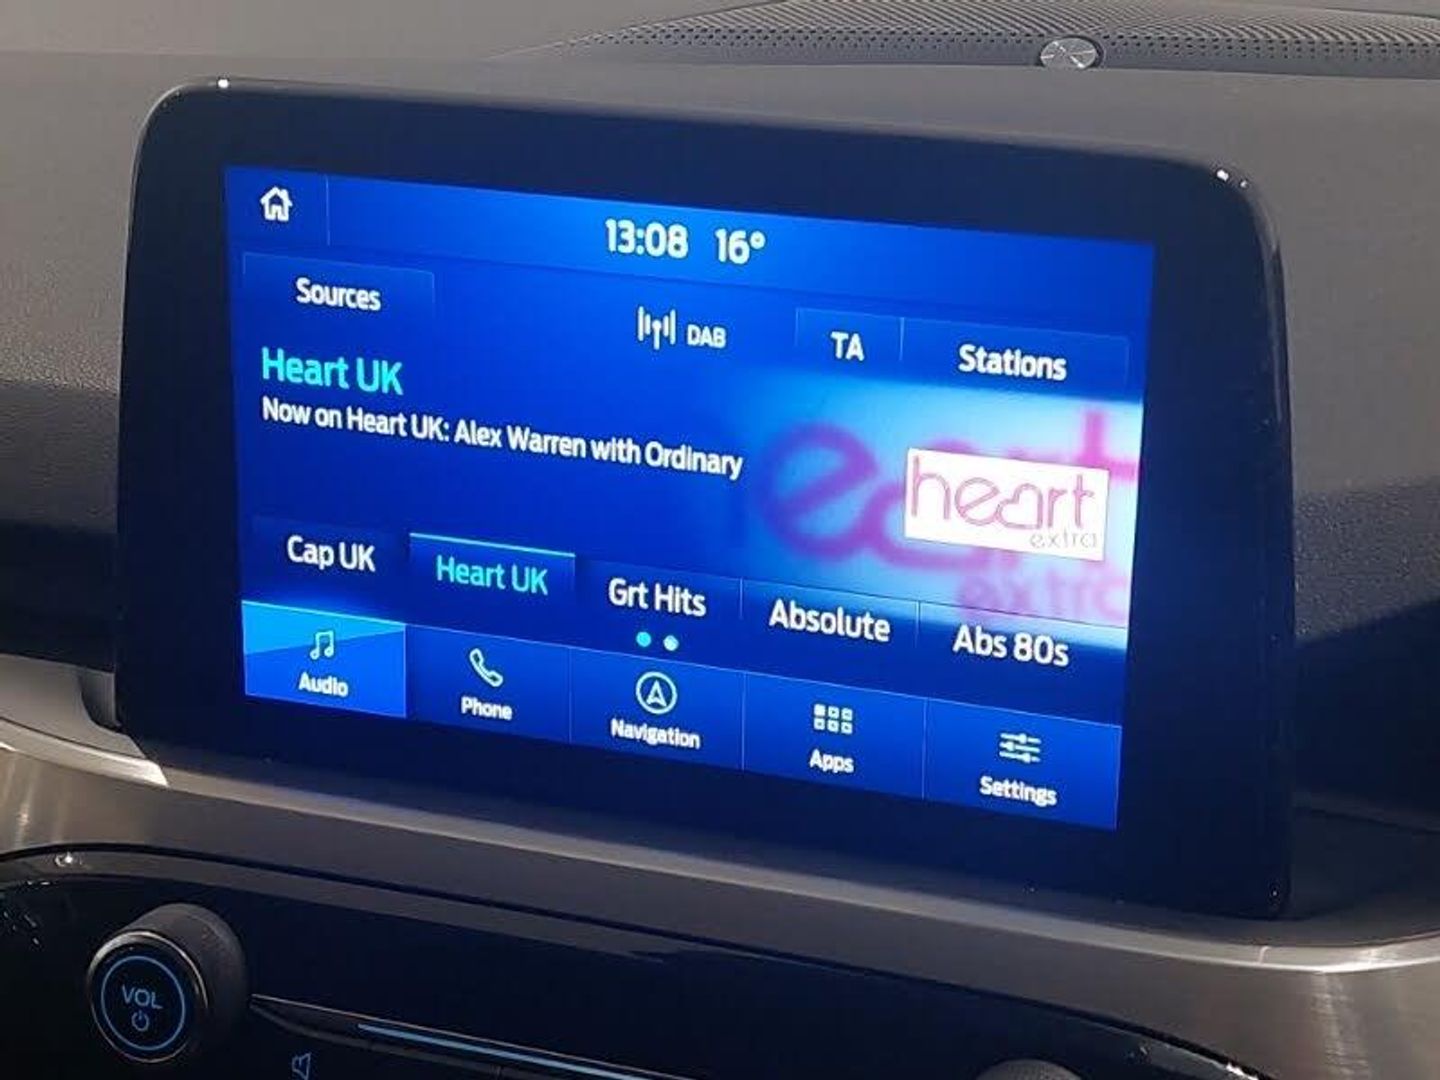 13:08 16°
Sources
DAB
TA
Stations
Heart UK
Now on Heart UK: Alex Warren with Ordinary
heart
extra
Cap UK
Heart UK
Grt Hits
Absolute
Abs 80s
Audio
Phone
Navigation
Apps
Settings
VOL